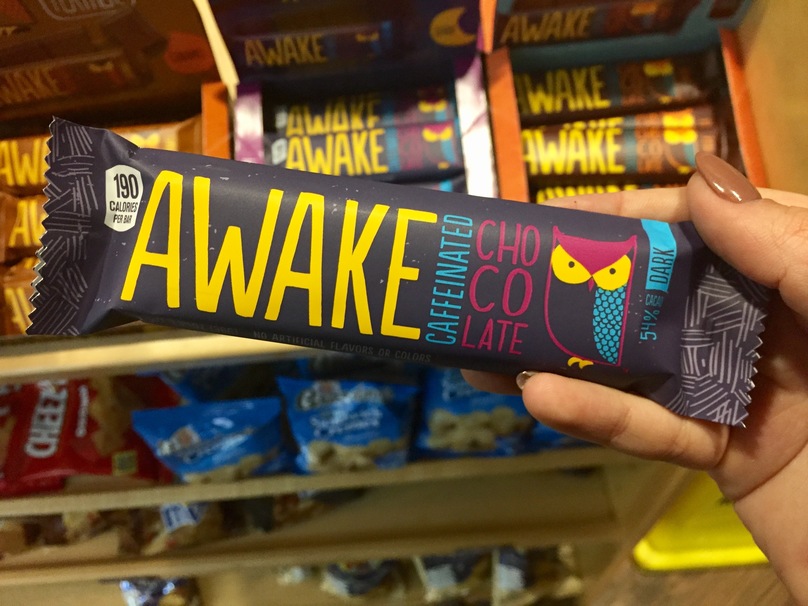 AWAKE
AWAKE
AWAKE
AWAKE
AWAKE
AWAKE
190
CALORIES
PER BAR
AWAKE
CAFFEINATED
CHO
CO
LATE
DARK
54% CACAO
NO ARTIFICIAL FLAVORS OR COLORS
CHEEZ-